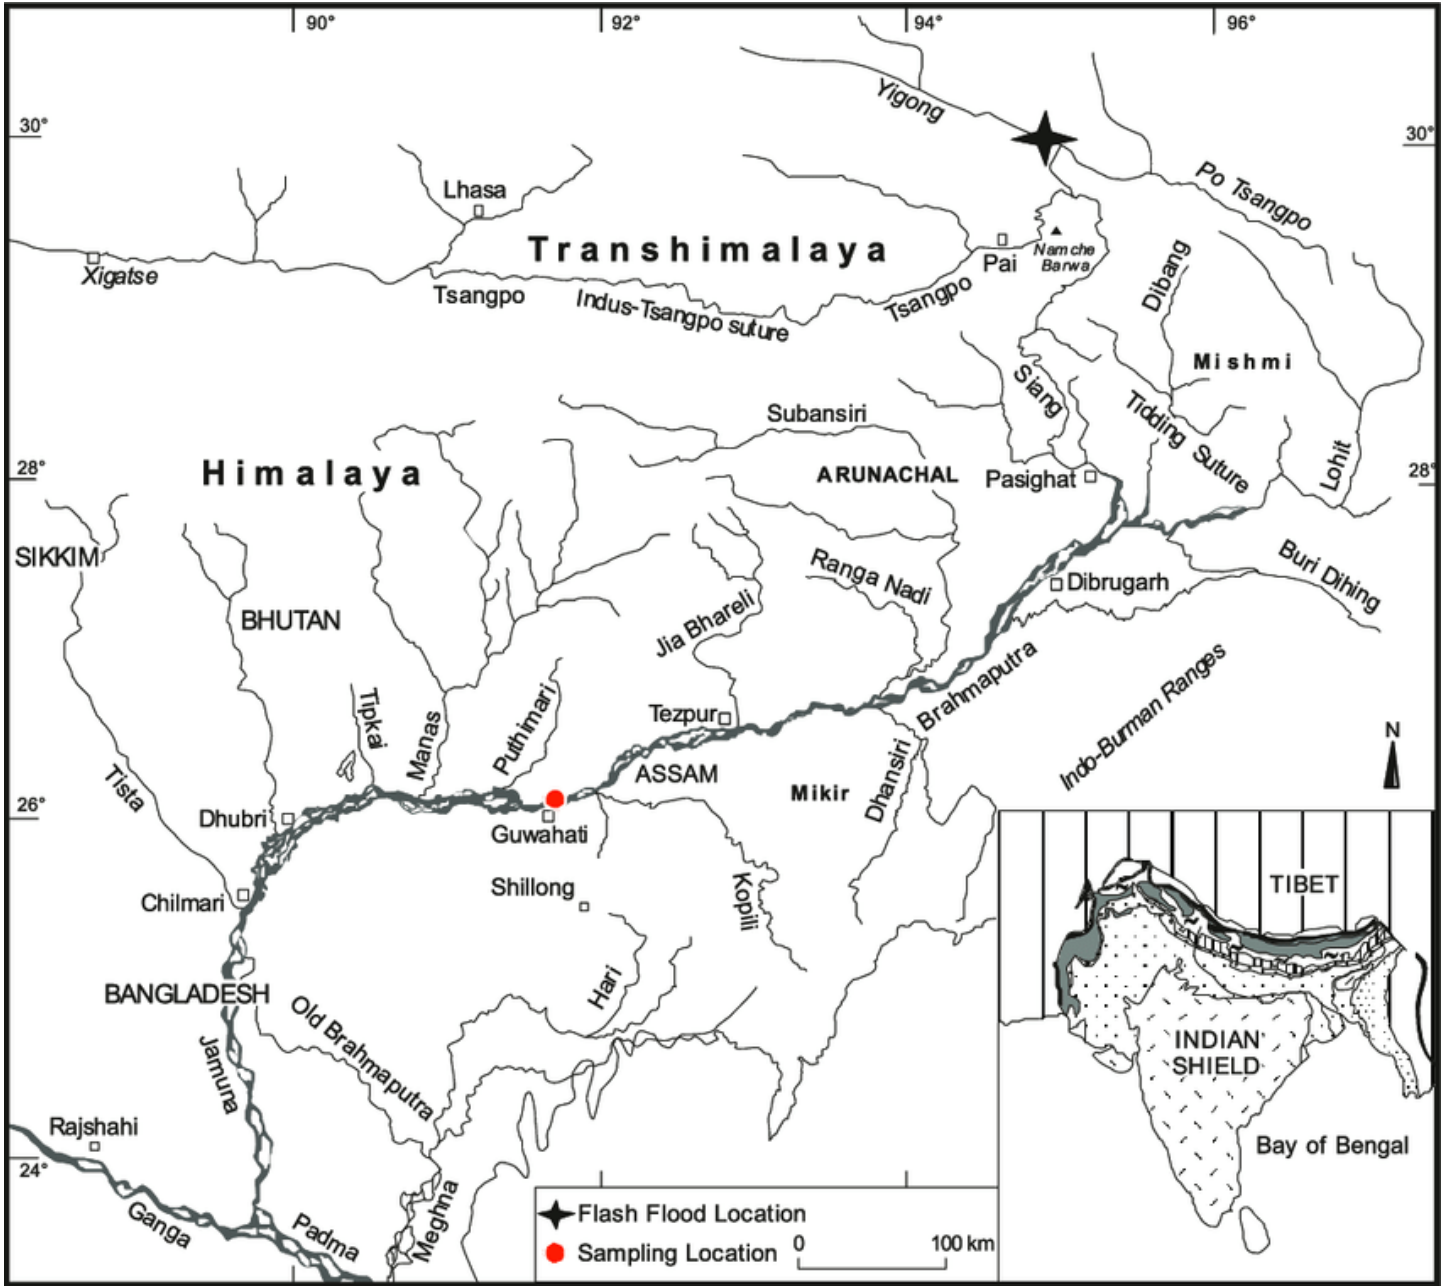 90°
92°
94°
96°
Yigong
30°
30°
Po Tsangpo
Lhasa
Transhimalaya
Namche
Barwa
Pai
Dibang
Xigatse
Tsangpo
Indus-Tsangpo suture
Tsangpo
Mishmi
Siang
Tidding Suture
Subansiri
Himalaya
ARUNACHAL
Pasighat
Lohit
28°
28°
SIKKIM
Ranga Nadi
Dibrugarh
Buri Dihing
BHUTAN
Jia Bhareli
Brahmaputra
Indo-Burman Ranges
Tipkai
Manas
Puthimari
Tezpur
N
Tista
ASSAM
Mikir
Dhansiri
26°
Dhubri
Guwahati
Shillong
Kopili
Chilmari
TIBET
BANGLADESH
Old Brahmaputra
Hari
Jamuna
INDIAN
SHIELD
Rajshahi
Bay of Bengal
24°
Ganga
Padma
Meghna
Flash Flood Location
Sampling Location
0
100 km